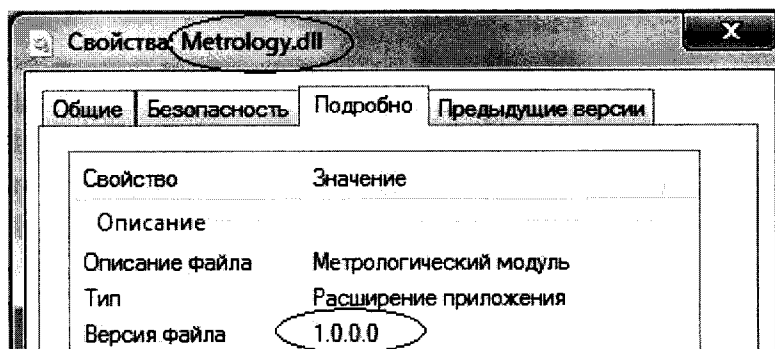 Свойства: Metrology.dll
Общие Безопасность Подробно Предыдущие версии
Свойство Значение
Описание
Описание файла Метрологический модуль
Тип Расширение приложения
Версия файла 1.0.0.0